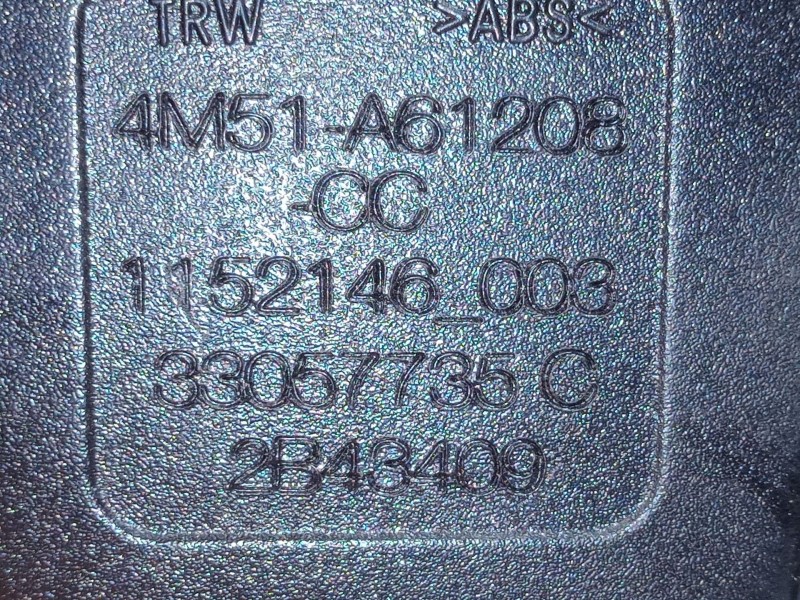 TRW >ABS<
4M51-A61208
-CC
1152146_003
33057735 C
2B43409